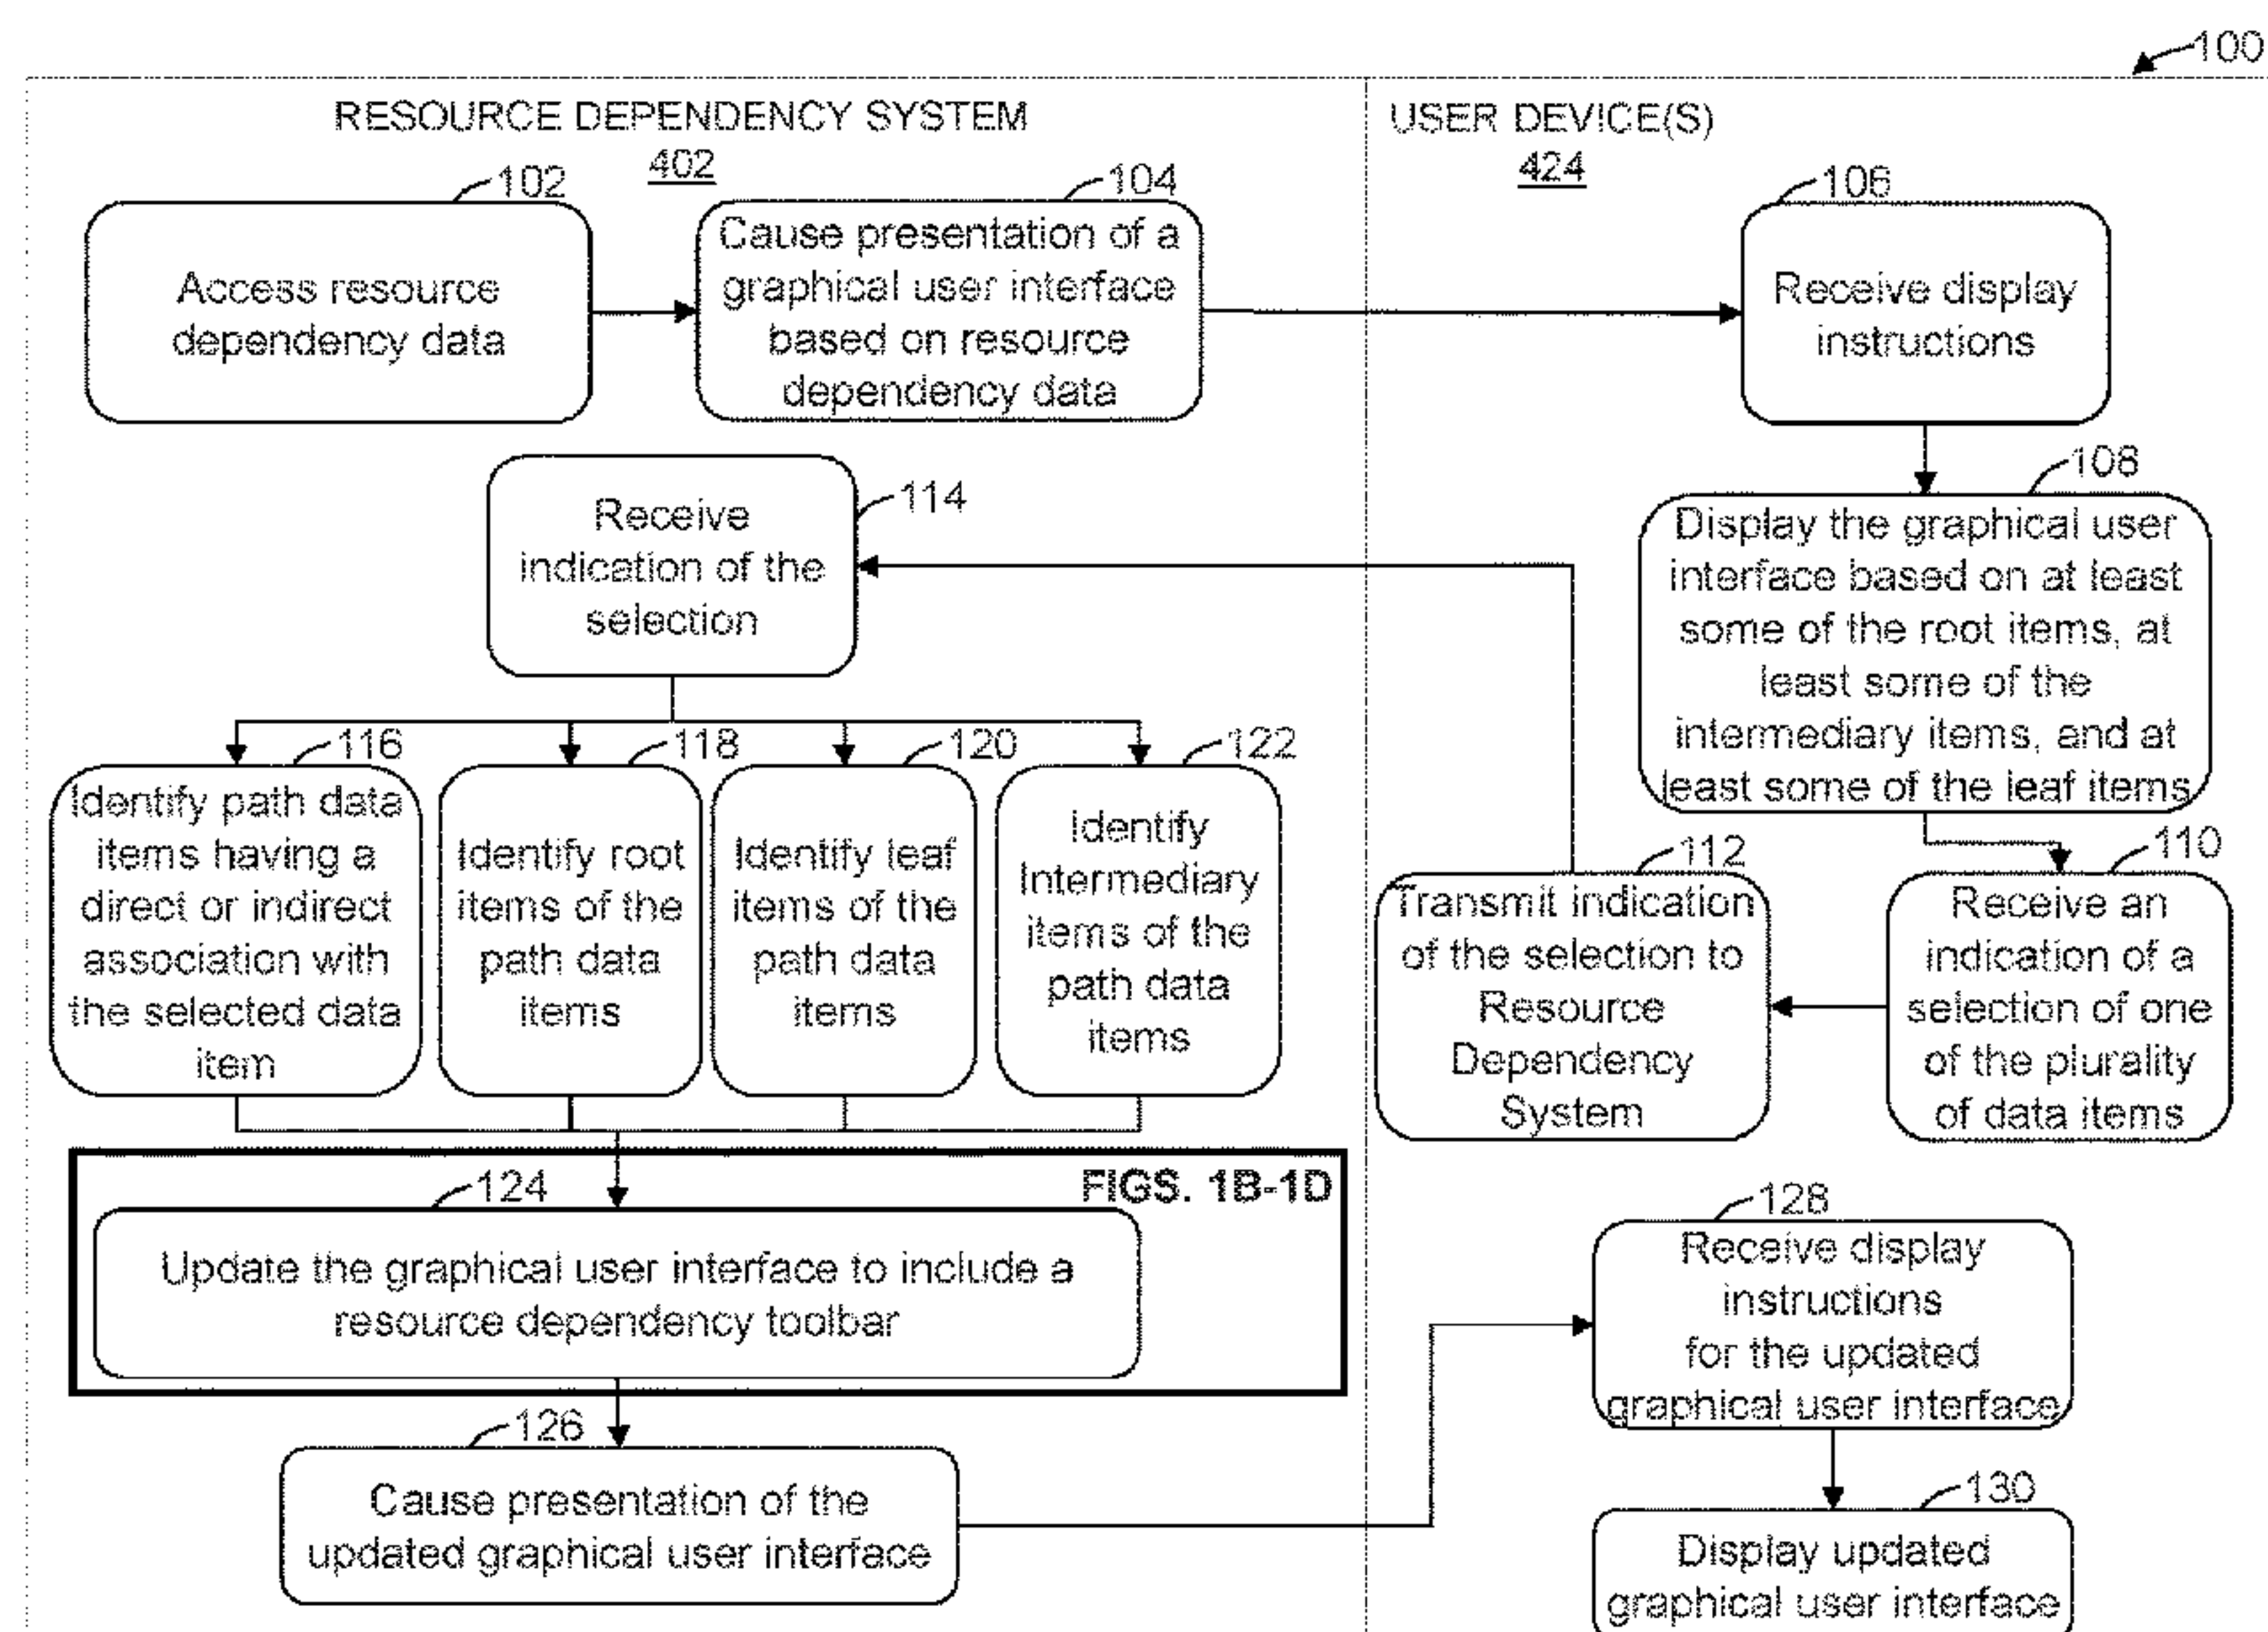 100
RESOURCE DEPENDENCY SYSTEM
402
USER DEVICE(S)
424
102
Access resource
dependency data
104
Cause presentation of a
graphical user interface
based on resource
dependency data
106
Receive display
instructions
108
Display the graphical user
interface based on at least
some of the root items, at
least some of the
intermediary items, and at
least some of the leaf items
110
Receive an
indication of a
selection of one
of the plurality
of data items
112
Transmit indication
of the selection to
Resource
Dependency
System
114
Receive
indication of the
selection
116
Identify path data
items having a
direct or indirect
association with
the selected data
item
118
Identify root
items of the
path data
items
120
Identify leaf
items of the
path data
items
122
Identify
Intermediary
items of the
path data
items
FIGS. 1B-1D
124
Update the graphical user interface to include a
resource dependency toolbar
126
Cause presentation of the
updated graphical user interface
128
Receive display
instructions
for the updated
graphical user interface
130
Display updated
graphical user interface